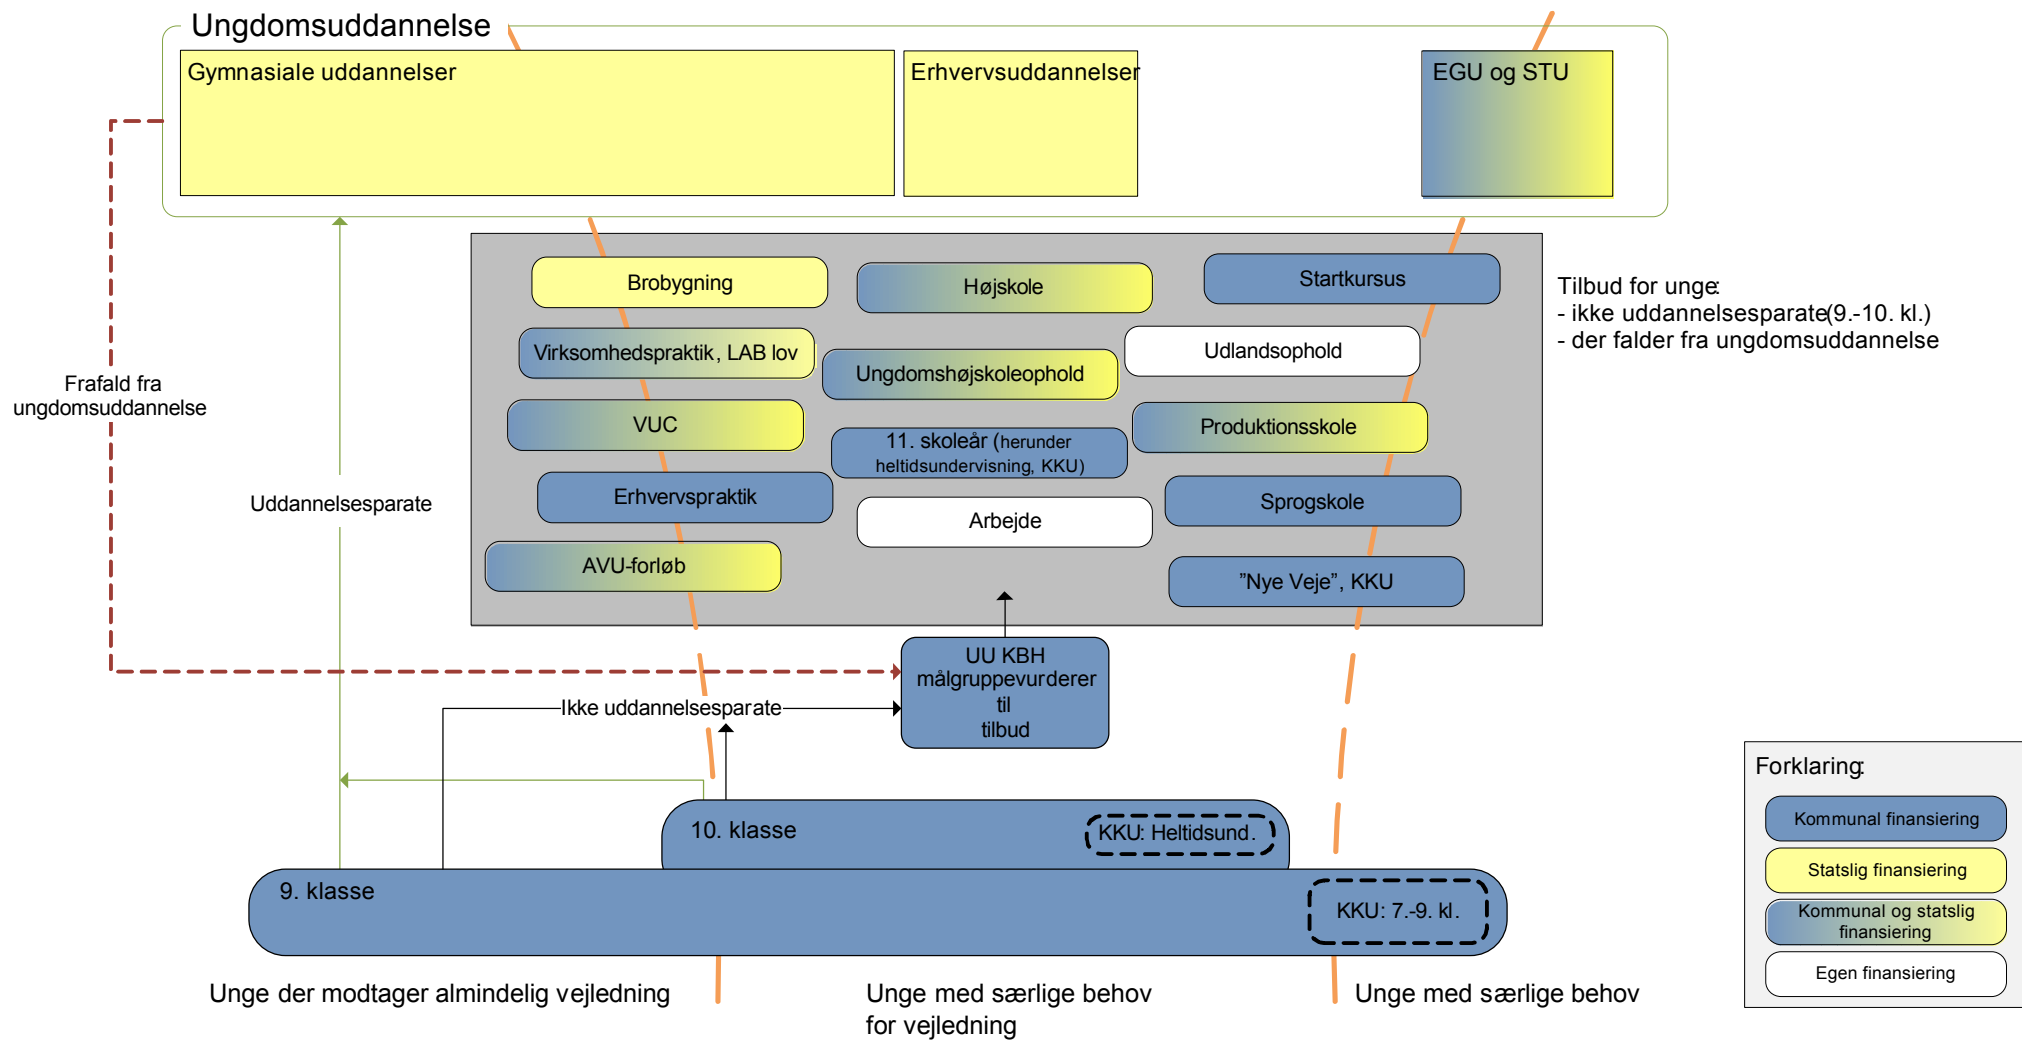 Ungdomsuddannelse
Gymnasiale uddannelser
Erhvervsuddannelser
EGU og STU
Brobygning
Højskole
Startkursus
Virksomhedspraktik, LAB lov
Ungdomshøjskoleophold
Udlandsophold
VUC
11. skoleår (herunder
heltidsundervisning, KKU)
Produktionsskole
Erhvervspraktik
Arbejde
Sprogskole
AVU-forløb
”Nye Veje”, KKU
Tilbud for unge:
- ikke uddannelsesparate(9.-10. kl.)
- der falder fra ungdomsuddannelse
Frafald fra
ungdomsuddannelse
Uddannelsesparate
UU KBH
målgruppevurderer
til
tilbud
Ikke uddannelsesparate
10. klasse
KKU: Heltidsund.
9. klasse
KKU: 7.-9. kl.
Unge der modtager almindelig vejledning
Unge med særlige behov
for vejledning
Unge med særlige behov
Forklaring:
Kommunal finansiering
Statslig finansiering
Kommunal og statslig
finansiering
Egen finansiering